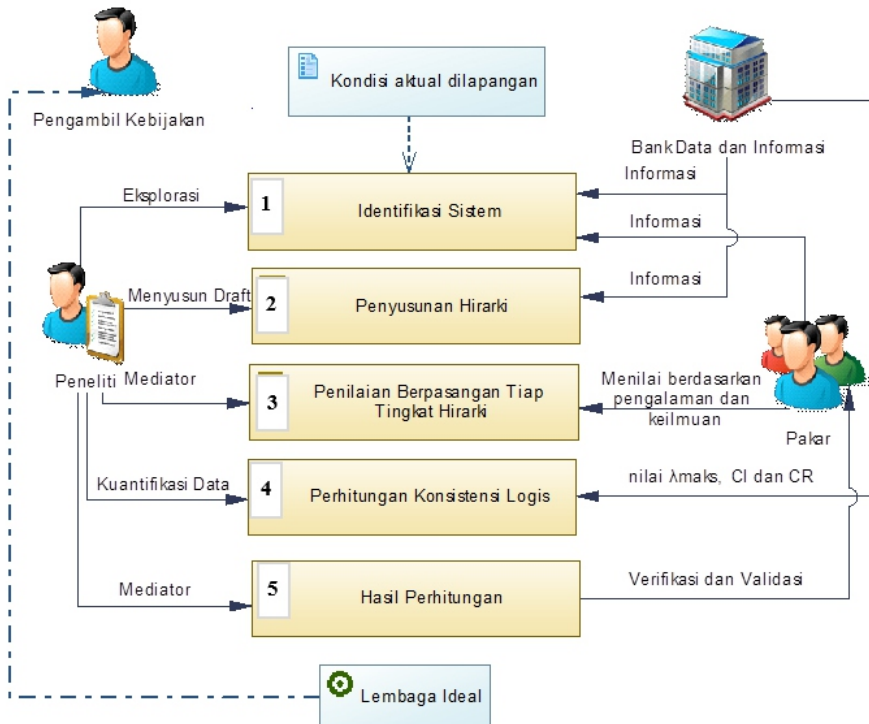 Pengambil Kebijakan
Kondisi aktual dilapangan
Bank Data dan Informasi
Eksplorasi
1
Identifikasi Sistem
Informasi
Informasi
Menyusun Draft
2
Penyusunan Hirarki
Informasi
Peneliti
Mediator
3
Penilaian Berpasangan Tiap
Tingkat Hirarki
Menilai berdasarkan
pengalaman dan
keilmuan
Pakar
Kuantifikasi Data
4
Perhitungan Konsistensi Logis
nilai λmaks, CI dan CR
Mediator
5
Hasil Perhitungan
Verifikasi dan Validasi
Lembaga Ideal